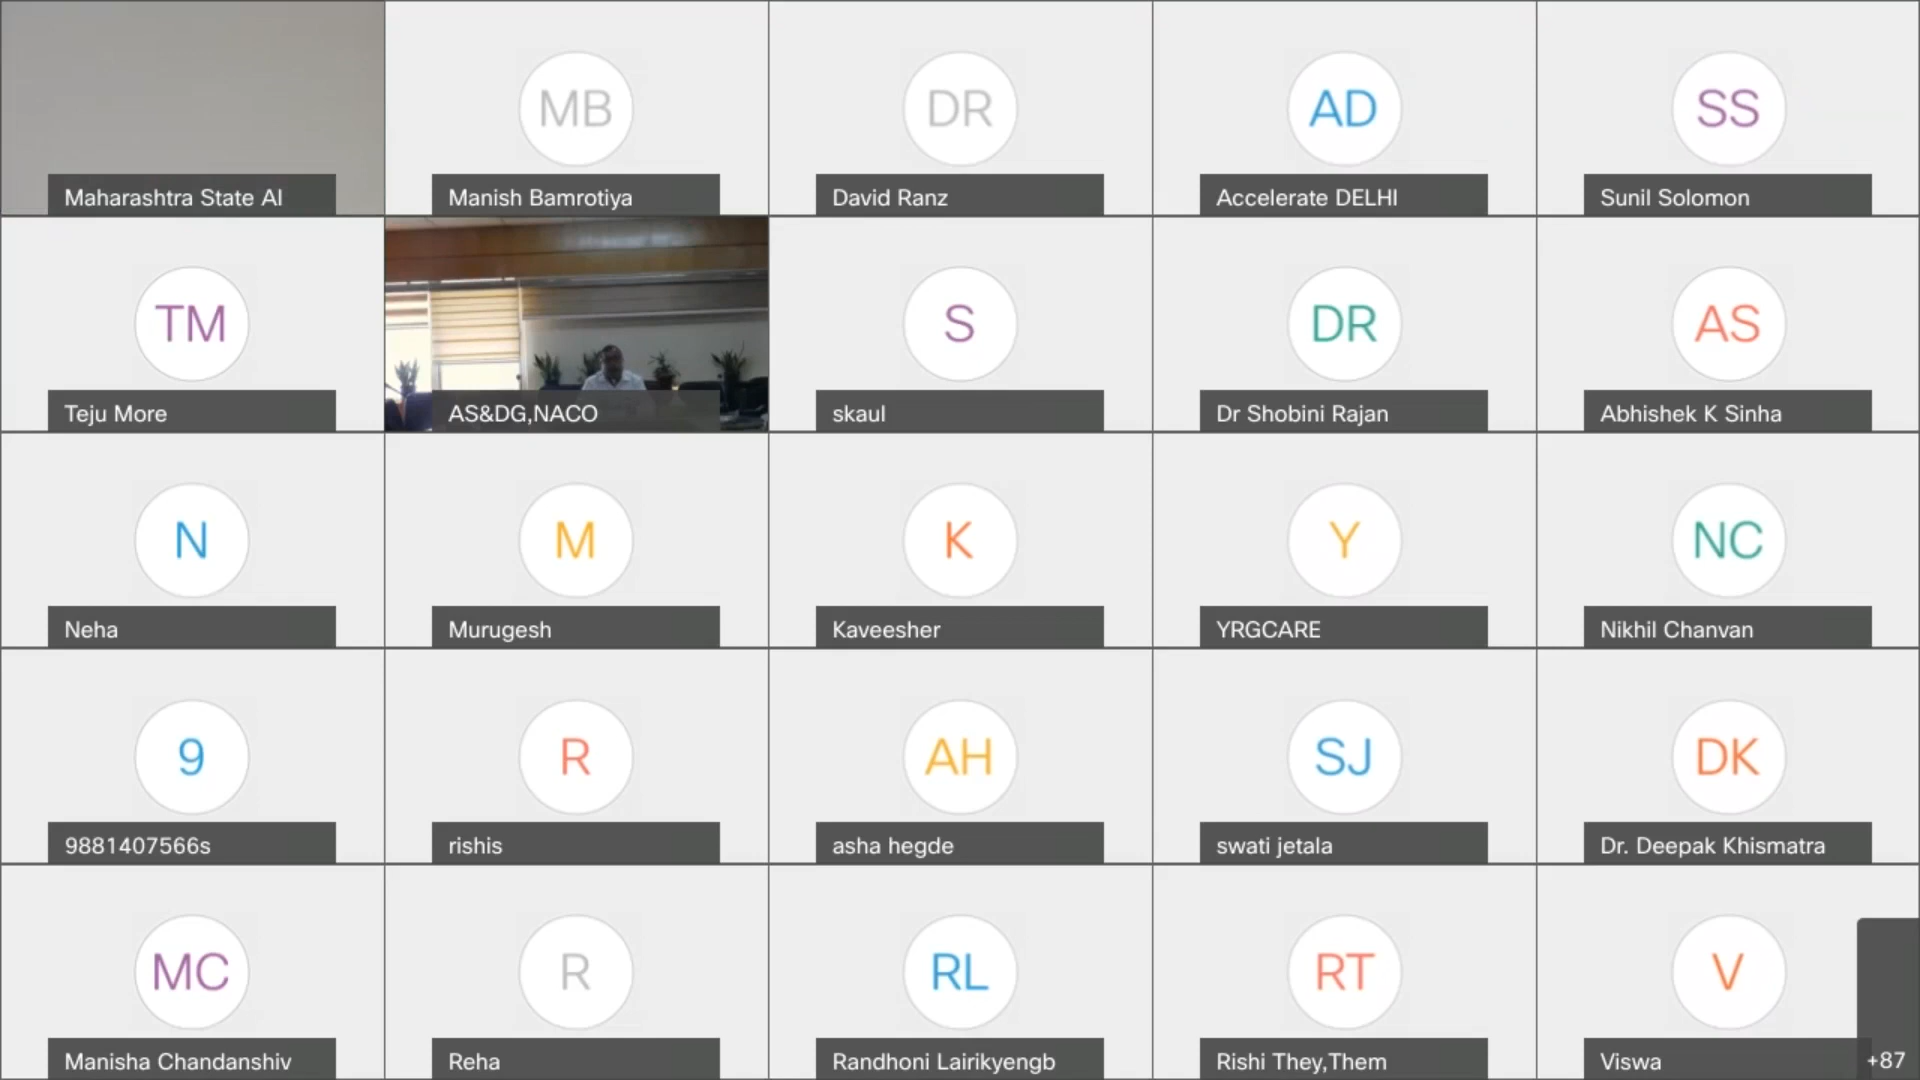 Maharashtra State AI
MB
Manish Bamrotiya
DR
David Ranz
AD
Accelerate DELHI
SS
Sunil Solomon
TM
Teju More
AS&DG,NACO
S
skaul
DR
Dr Shobini Rajan
AS
Abhishek K Sinha
N
Neha
M
Murugesh
K
Kaveesher
Y
YRGCARE
NC
Nikhil Chanvan
9
9881407566s
R
rishis
AH
asha hegde
SJ
swati jetala
DK
Dr. Deepak Khismatra
MC
Manisha Chandanshiv
R
Reha
RL
Randhoni Lairikyengb
RT
Rishi They,Them
V
Viswa
+87